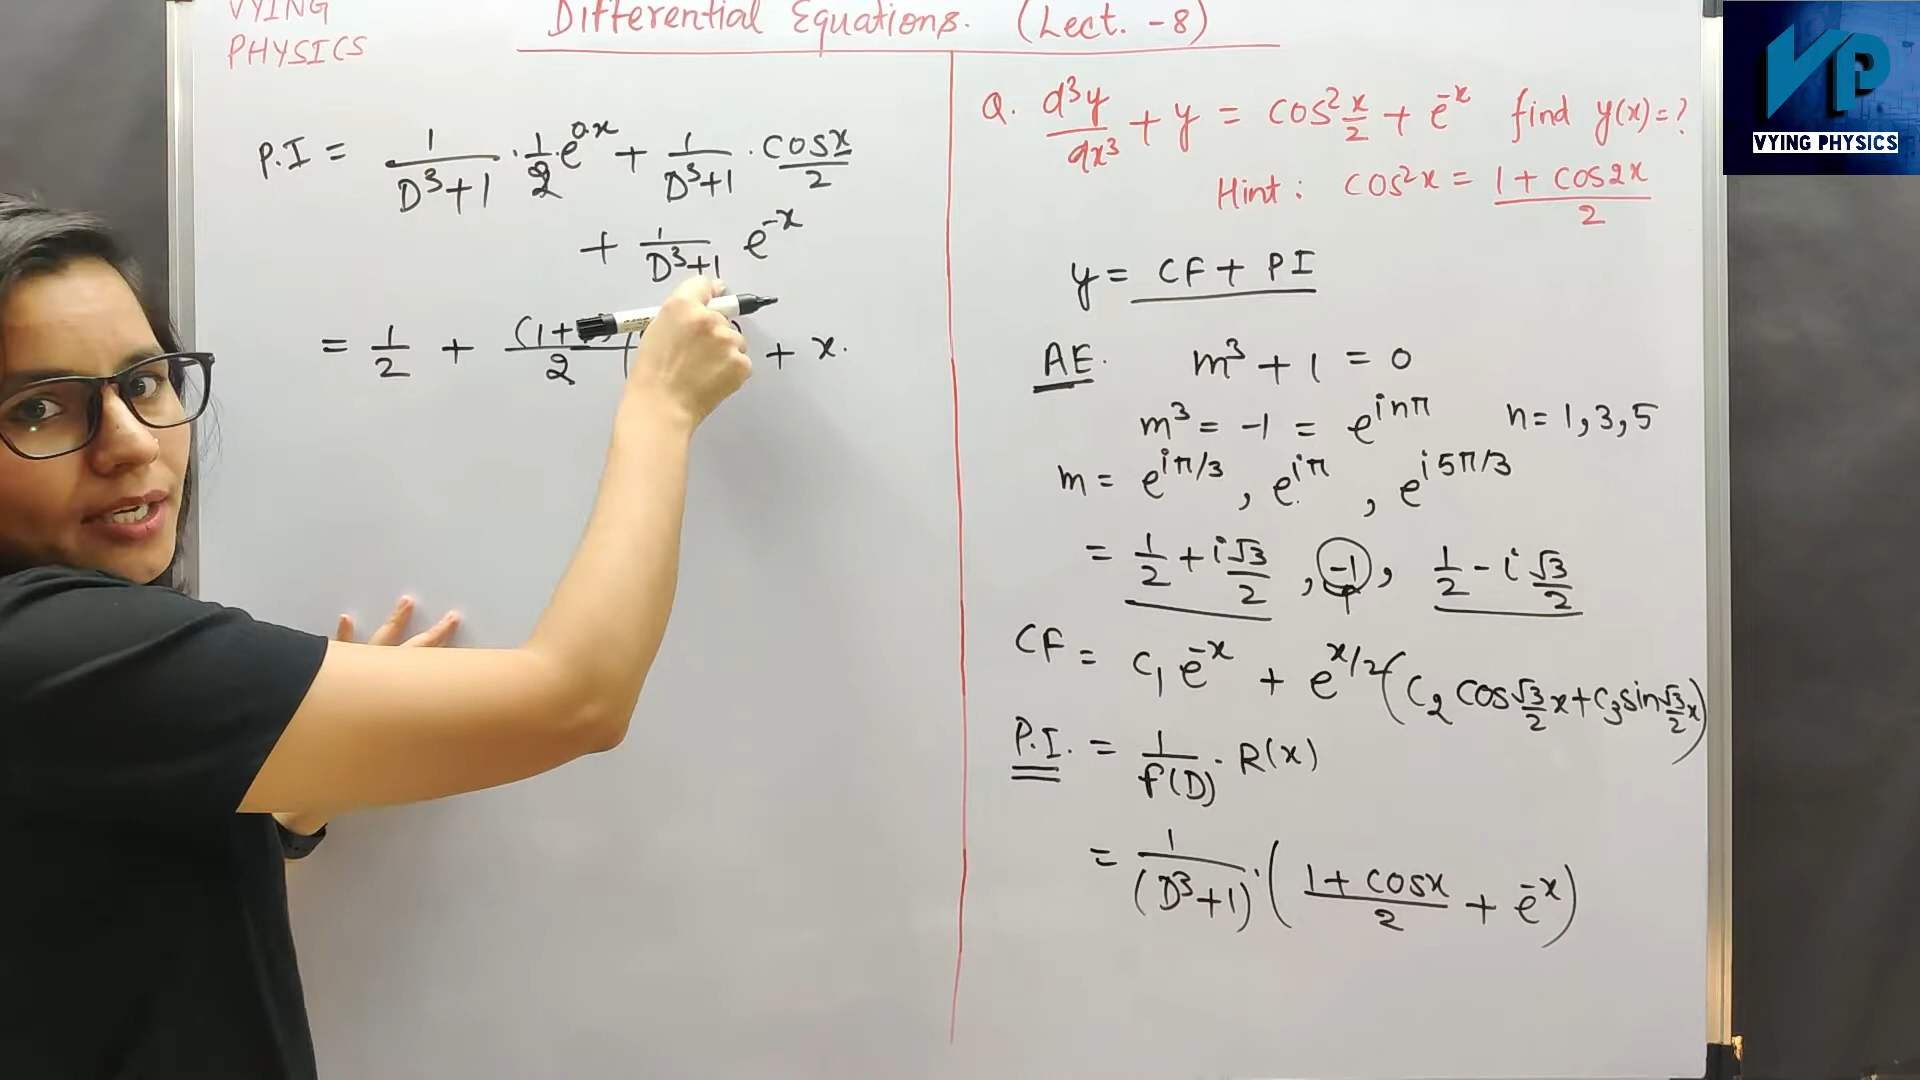 VYING
PHYSICS
Differential Equations. (Lect. -8)
P.I = 1/(D³+1) · 1/2 · e^{0x} + 1/(D³+1) · cosx/2
+ 1/(D³+1) e^{-x}
= 1/2 + (1+ /2 + x.
Q. d³y/dx³ + y = cos² x/2 + e^{-x} find y(x)=?
Hint : cos²x = (1 + cos2x)/2
y = CF + PI
AE. m³ + 1 = 0
m³ = -1 = e^{inπ} n = 1,3,5
m = e^{iπ/3}, e^{iπ}, e^{i5π/3}
= 1/2 + i√3/2, -1, 1/2 - i√3/2
CF = C₁ e^{-x} + e^{x/2} (C₂ cos √3/2 x + C₃ sin √3/2 x)
P.I. = 1/f(D) · R(x)
= 1/(D³+1) · ( (1 + cosx)/2 + e^{-x} )
VP
VYING PHYSICS